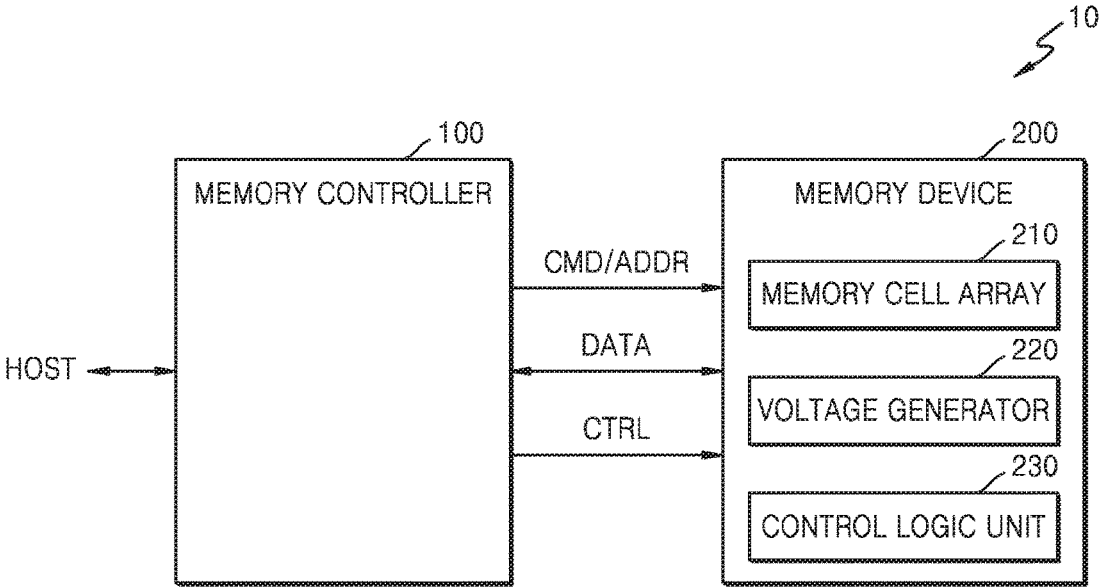 10
100
200
MEMORY CONTROLLER
MEMORY DEVICE
210
CMD/ADDR
MEMORY CELL ARRAY
DATA
220
HOST
VOLTAGE GENERATOR
CTRL
230
CONTROL LOGIC UNIT